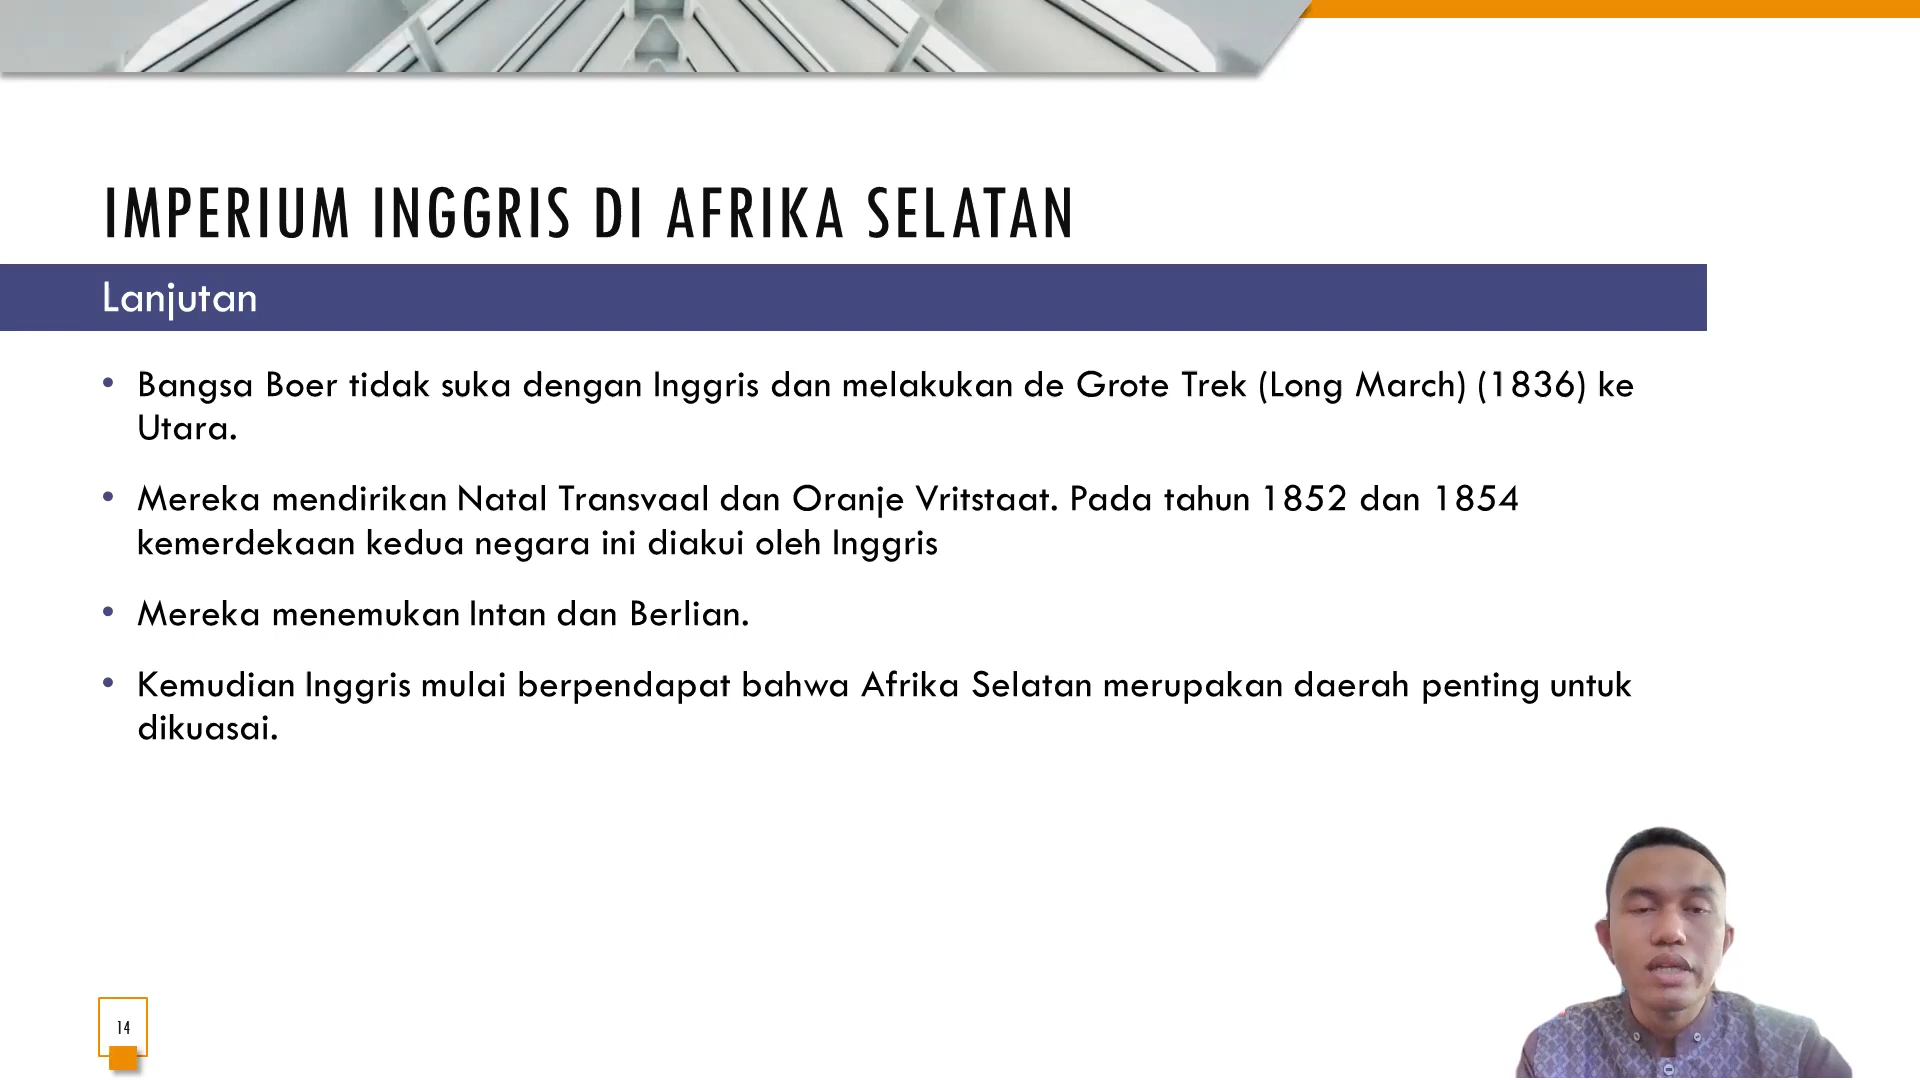 IMPERIUM INGGRIS DI AFRIKA SELATAN
Lanjutan
• Bangsa Boer tidak suka dengan Inggris dan melakukan de Grote Trek (Long March) (1836) ke
Utara.
• Mereka mendirikan Natal Transvaal dan Oranje Vritstaat. Pada tahun 1852 dan 1854
kemerdekaan kedua negara ini diakui oleh Inggris
• Mereka menemukan Intan dan Berlian.
• Kemudian Inggris mulai berpendapat bahwa Afrika Selatan merupakan daerah penting untuk
dikuasai.
14